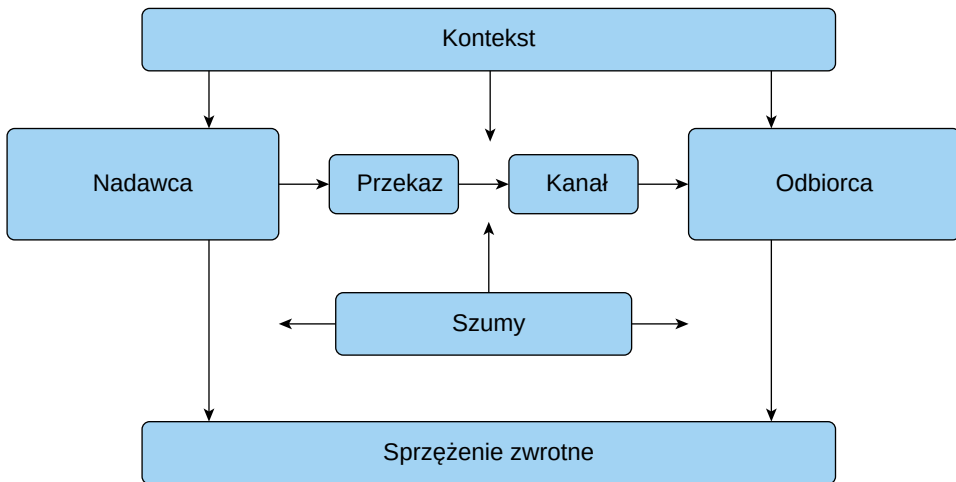 Kontekst
Nadawca
Przekaz
Kanał
Odbiorca
Szumy
Sprzężenie zwrotne